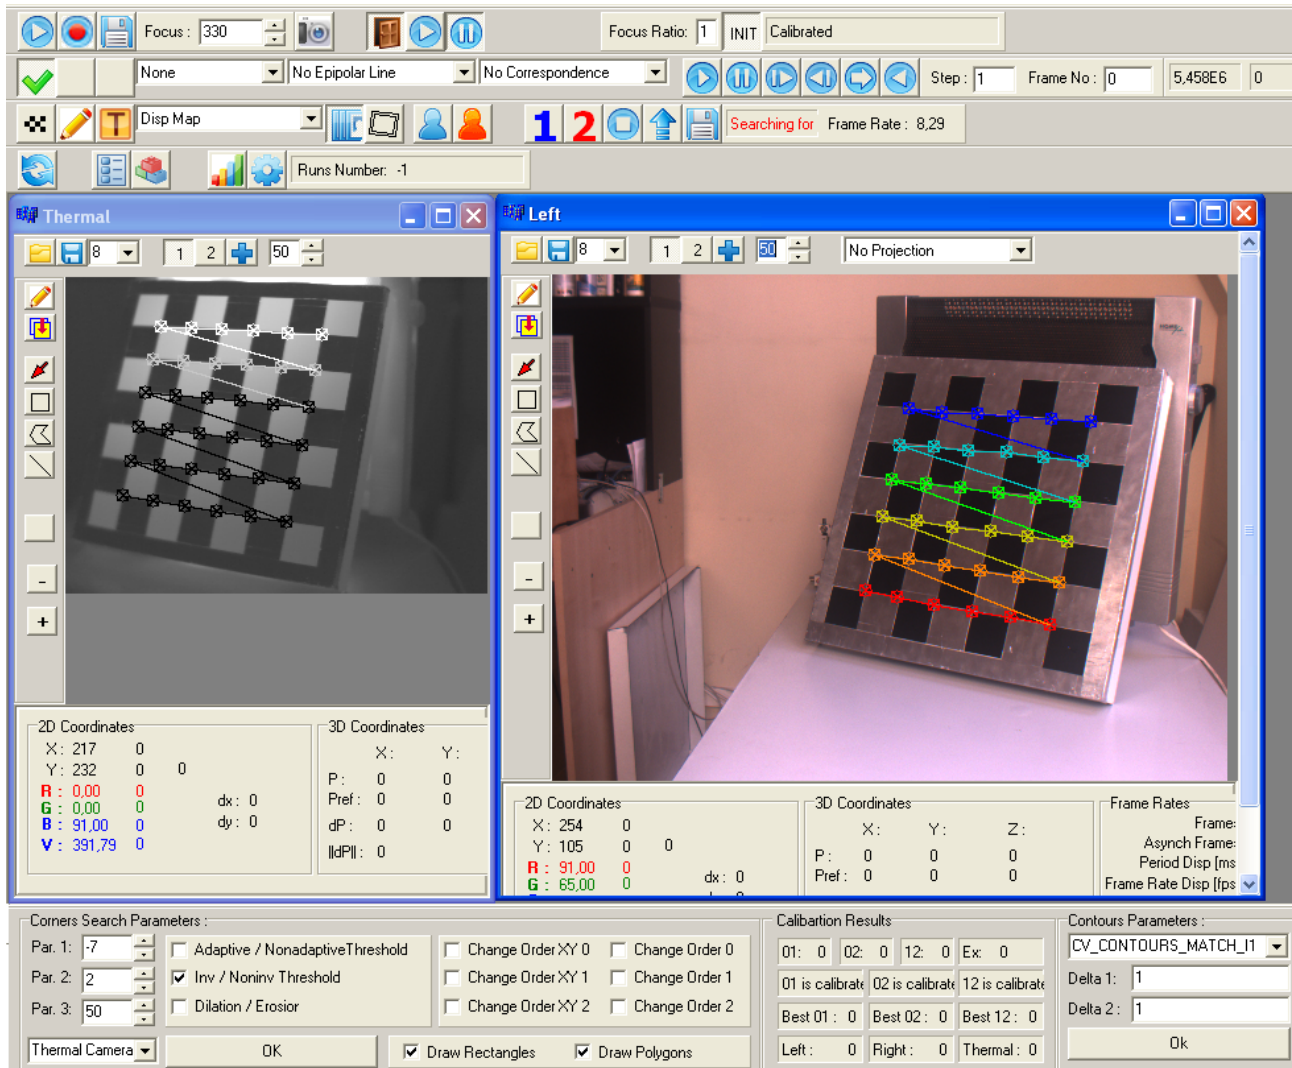 Focus : 330 Focus Ratio: 1 INIT Calibrated
None No Epipolar Line No Correspondence Step : 1 Frame No : 0 5,458E6 0
T Disp Map 1 2 Searching for Frame Rate : 8,29
Runs Number: -1
Thermal
8 1 2 50
-
+
2D Coordinates
X : 217 0
Y : 232 0 0
R : 0,00 0
G : 0,00 0
B : 91,00 0
V : 391,79 0
dx : 0
dy : 0
3D Coordinates
X : Y :
P : 0 0
Pref : 0 0
dP : 0 0
||dP|| : 0
Left
8 1 2 50 No Projection
-
+
2D Coordinates
X : 254 0
Y : 105 0 0
R : 91,00 0
G : 65,00 0
dx : 0
3D Coordinates
X : Y : Z :
P : 0 0 0
Pref : 0 0 0
Frame Rates
Frame:
Asynch Frame:
Period Disp [ms
Frame Rate Disp [fps
Corners Search Parameters :
Par. 1: -7
Par. 2: 2
Par. 3: 50
Adaptive / NonadaptiveThreshold
Inv / Noninv Threshold
Dilation / Erosior
Change Order XY 0 Change Order 0
Change Order XY 1 Change Order 1
Change Order XY 2 Change Order 2
Thermal Camera OK Draw Rectangles Draw Polygons
Calibartion Results
01: 0 02: 0 12: 0 Ex: 0
01 is calibrate 02 is calibrate 12 is calibrate
Best 01 : 0 Best 02 : 0 Best 12 : 0
Left : 0 Right : 0 Thermal : 0
Contours Parameters :
CV_CONTOURS_MATCH_I1
Delta 1: 1
Delta 2 : 1
Ok